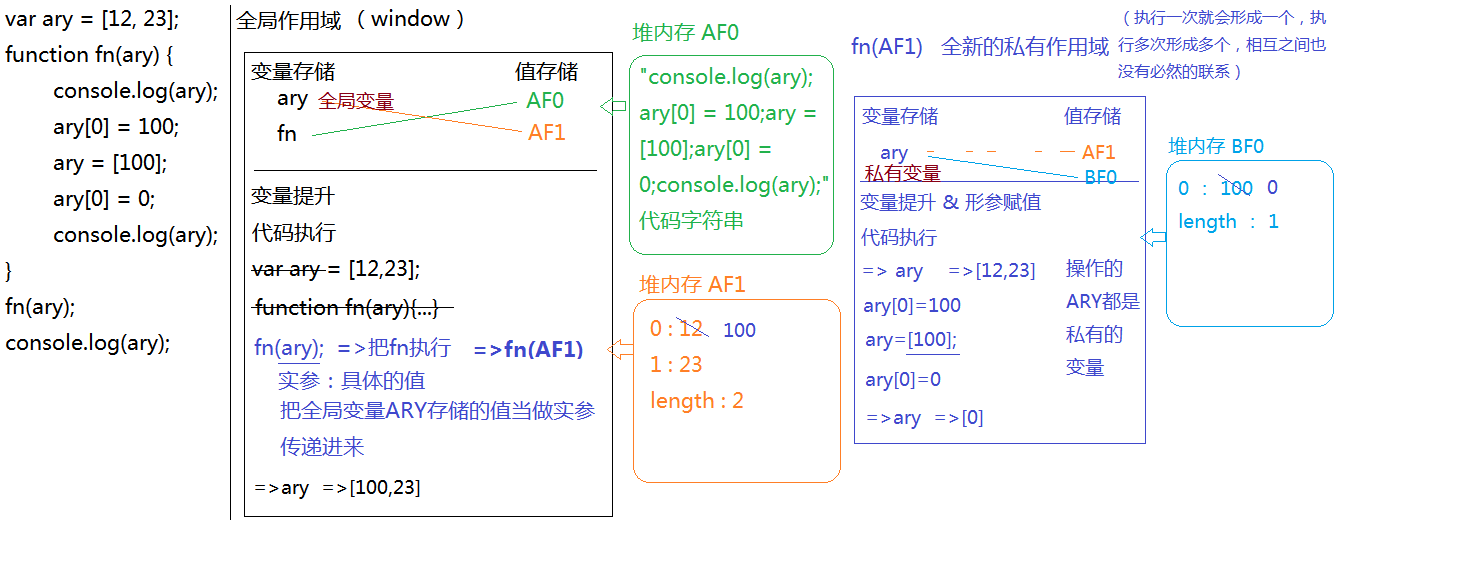 var ary = [12, 23];
function fn(ary) {
console.log(ary);
ary[0] = 100;
ary = [100];
ary[0] = 0;
console.log(ary);
}
fn(ary);
console.log(ary);
全局作用域 （ window ）
变量存储 值存储
ary 全局变量 AF0
fn AF1
变量提升
代码执行
var ary = [12,23];
function fn(ary){...}
fn(ary); =>把fn执行 =>fn(AF1)
实参：具体的值
把全局变量ARY存储的值当做实参
传递进来
=>ary =>[100,23]
堆内存 AF0
"console.log(ary);
ary[0] = 100;ary =
[100];ary[0] =
0;console.log(ary);"
代码字符串
堆内存 AF1
0 : 12 100
1 : 23
length : 2
fn(AF1) 全新的私有作用域
（执行一次就会形成一个，执
行多次形成多个，相互之间也
没有必然的联系）
变量存储 值存储
ary AF1
私有变量 BF0
变量提升 & 形参赋值
代码执行
=> ary =>[12,23]
ary[0]=100
ary=[100];
ary[0]=0
=>ary =>[0]
操作的
ARY都是
私有的
变量
堆内存 BF0
0 : 100 0
length : 1